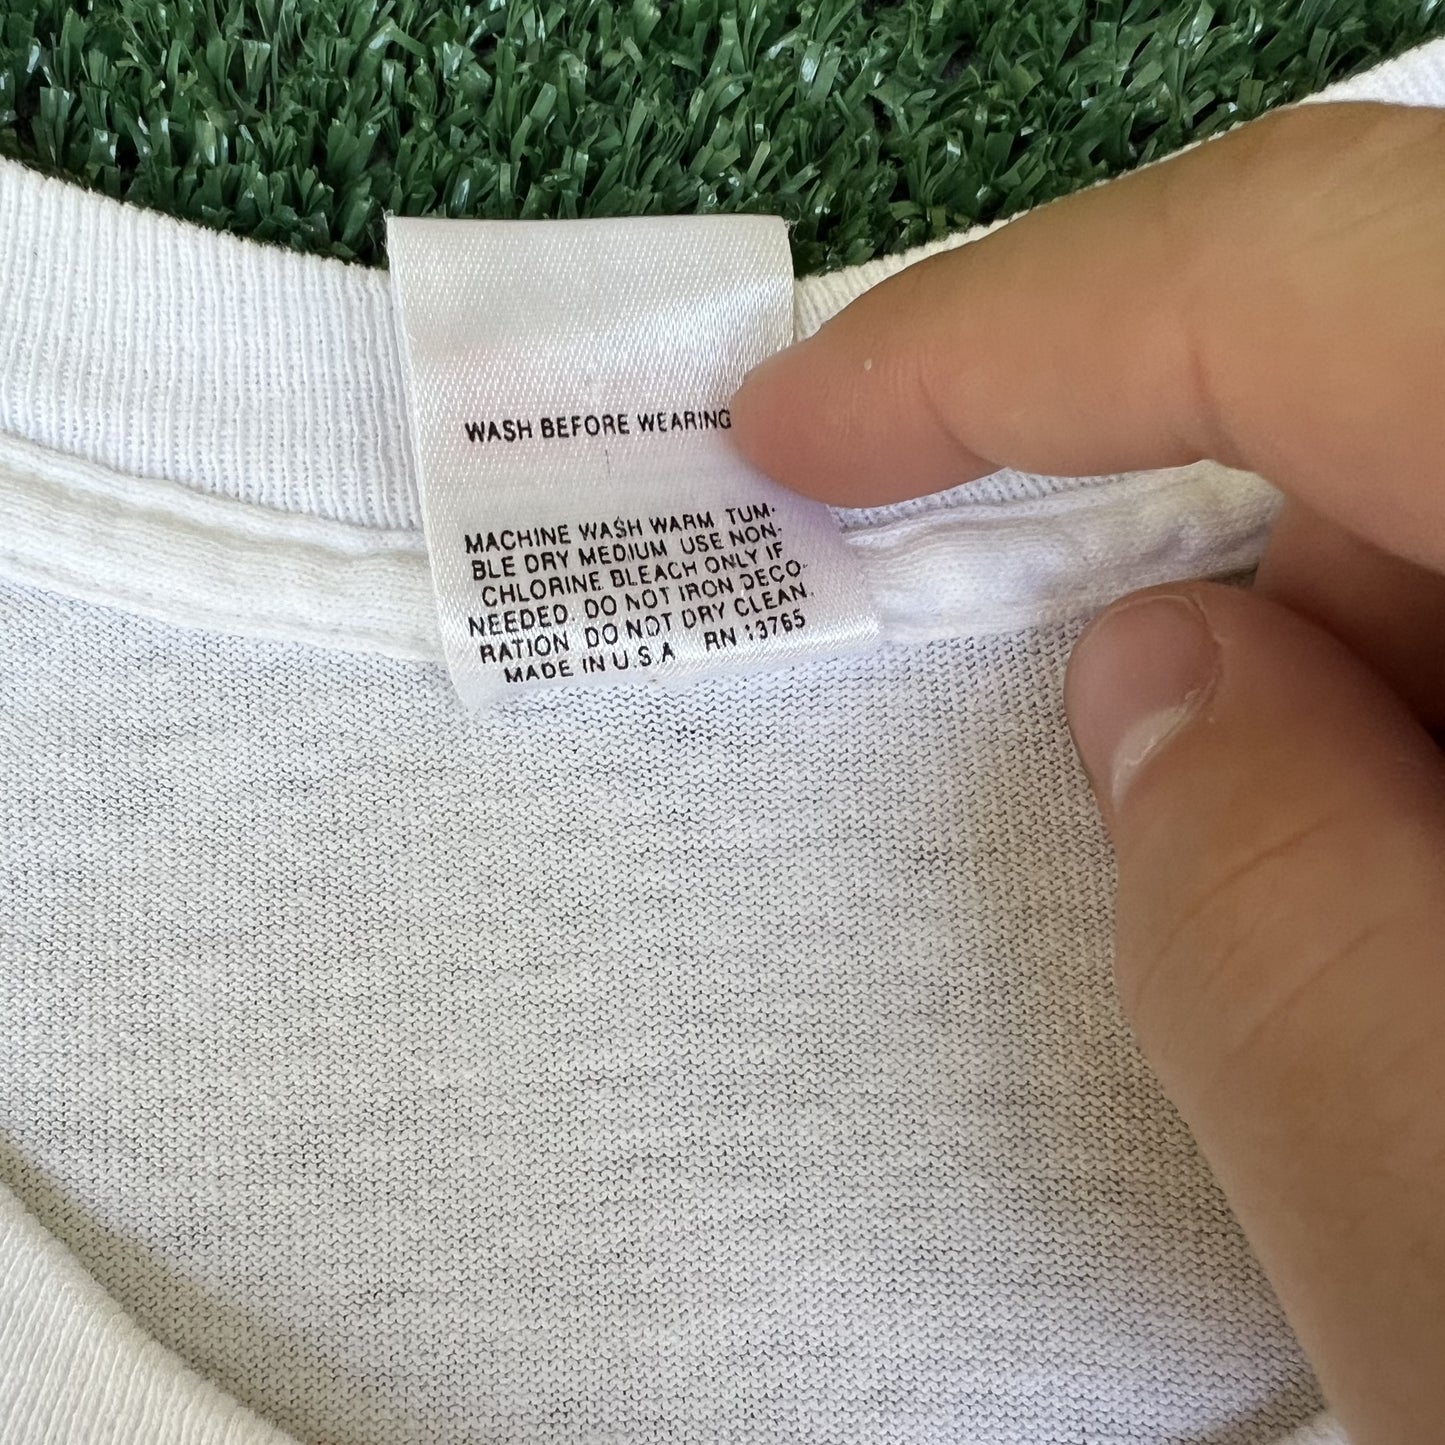 WASH BEFORE WEARING
MACHINE WASH WARM TUM-
BLE DRY MEDIUM USE NON-
CHLORINE BLEACH ONLY IF
NEEDED. DO NOT IRON DECO-
RATION DO NOT DRY CLEAN.
MADE IN U.S.A RN 13765